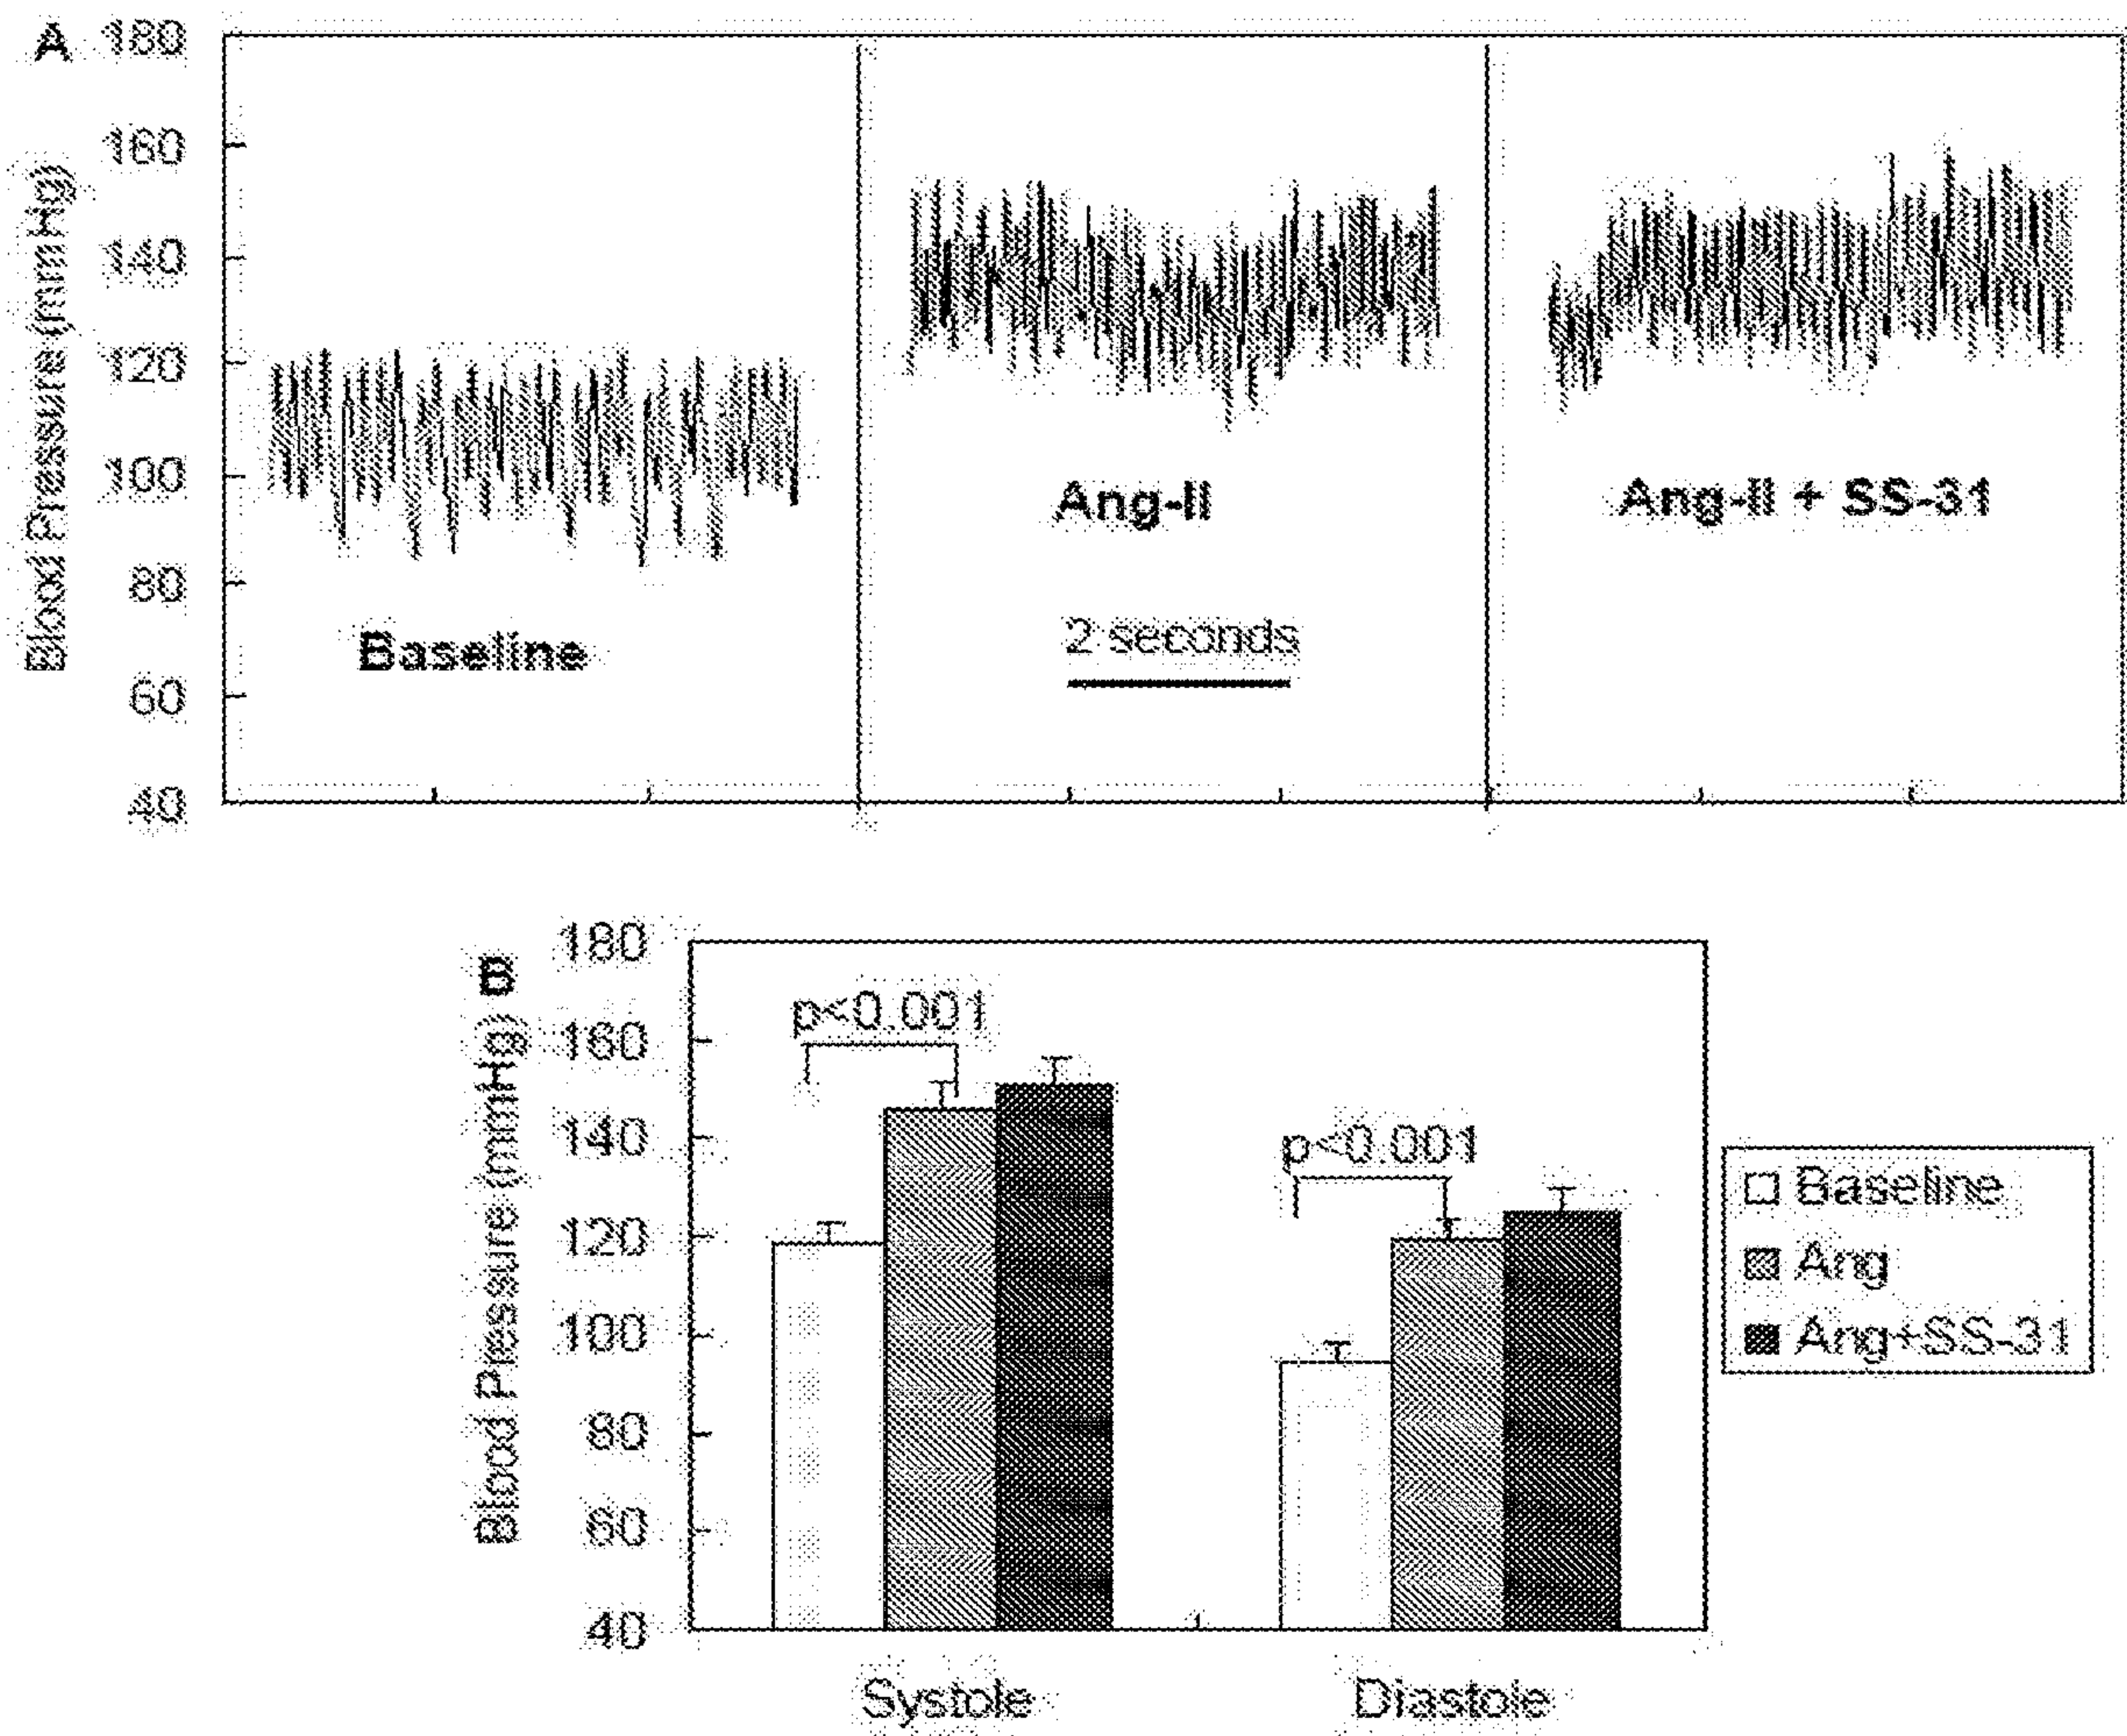 A
180
160
140
120
100
80
60
40
Blood Pressure (mmHg)
Baseline
Ang-II
2 seconds
Ang-II + SS-31
B
180
160
140
120
100
80
60
40
Blood Pressure (mmHg)
p<0.001
p<0.001
Systole
Diastole
Baseline
Ang
Ang+SS-31